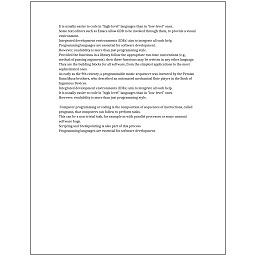 It is usually easier to code in "high-level" languages than in "low-level" ones.
Some text editors such as Emacs allow GDB to be invoked through them, to provide a visual
environment.
Integrated development environments (IDEs) aim to integrate all such help.
Programming languages are essential for software development.
However, readability is more than just programming style.
Provided the functions in a library follow the appropriate run-time conventions (e.g.,
method of passing arguments), then these functions may be written in any other language.
They are the building blocks for all software, from the simplest applications to the most
sophisticated ones.
As early as the 9th century, a programmable music sequencer was invented by the Persian
Banu Musa brothers, who described an automated mechanical flute player in the Book of
Ingenious Devices.
Integrated development environments (IDEs) aim to integrate all such help.
It is usually easier to code in "high-level" languages than in "low-level" ones.
However, readability is more than just programming style.
Computer programming or coding is the composition of sequences of instructions, called
programs, that computers can follow to perform tasks.
This can be a non-trivial task, for example as with parallel processes or some unusual
software bugs.
Scripting and breakpointing is also part of this process.
Programming languages are essential for software development.